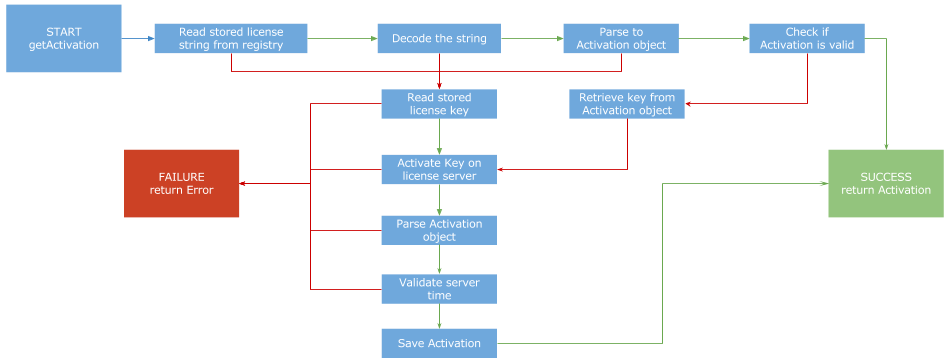 START
getActivation
Read stored license
string from registry
Decode the string
Parse to
Activation object
Check if
Activation is valid
Read stored
license key
Retrieve key from
Activation object
Activate Key on
license server
FAILURE
return Error
SUCCESS
return Activation
Parse Activation
object
Validate server
time
Save Activation